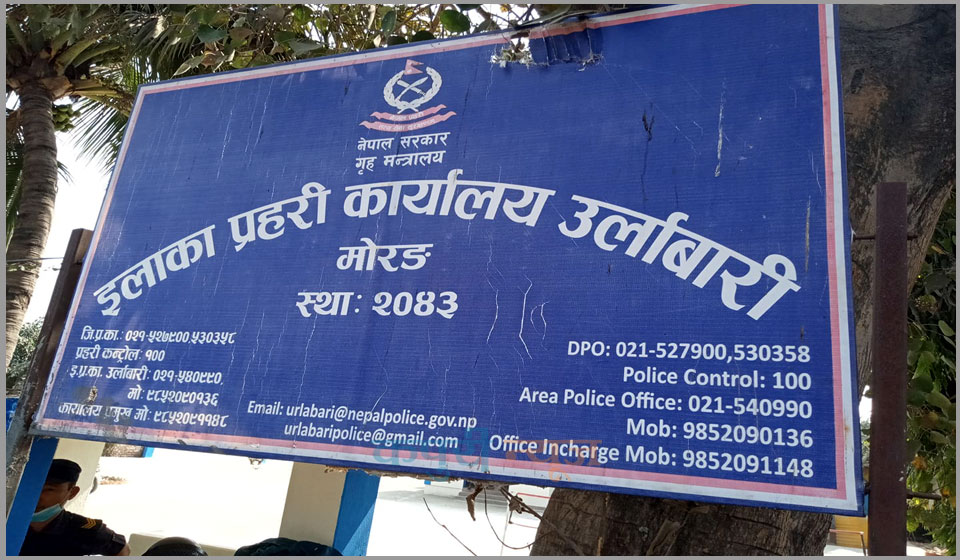 नेपाल सरकार
गृह मन्त्रालय
इलाका प्रहरी कार्यालय उर्लाबारी
मोरङ
स्था: २०४३
जि.प्र.का.: ०२१-५२७९००,५३०३५८
प्रहरी कन्ट्रोल: १००
इ.प्र.का. उर्लाबारी: ०२१-५४०९९०
मो: ९८५२०९०१३६
कार्यालय प्रमुख मो: ९८५२०९११४८
Email: urlabari@nepalpolice.gov.np
urlabaripolice@gmail.com
DPO: 021-527900,530358
Police Control: 100
Area Police Office: 021-540990
Mob: 9852090136
Office Incharge Mob: 9852091148